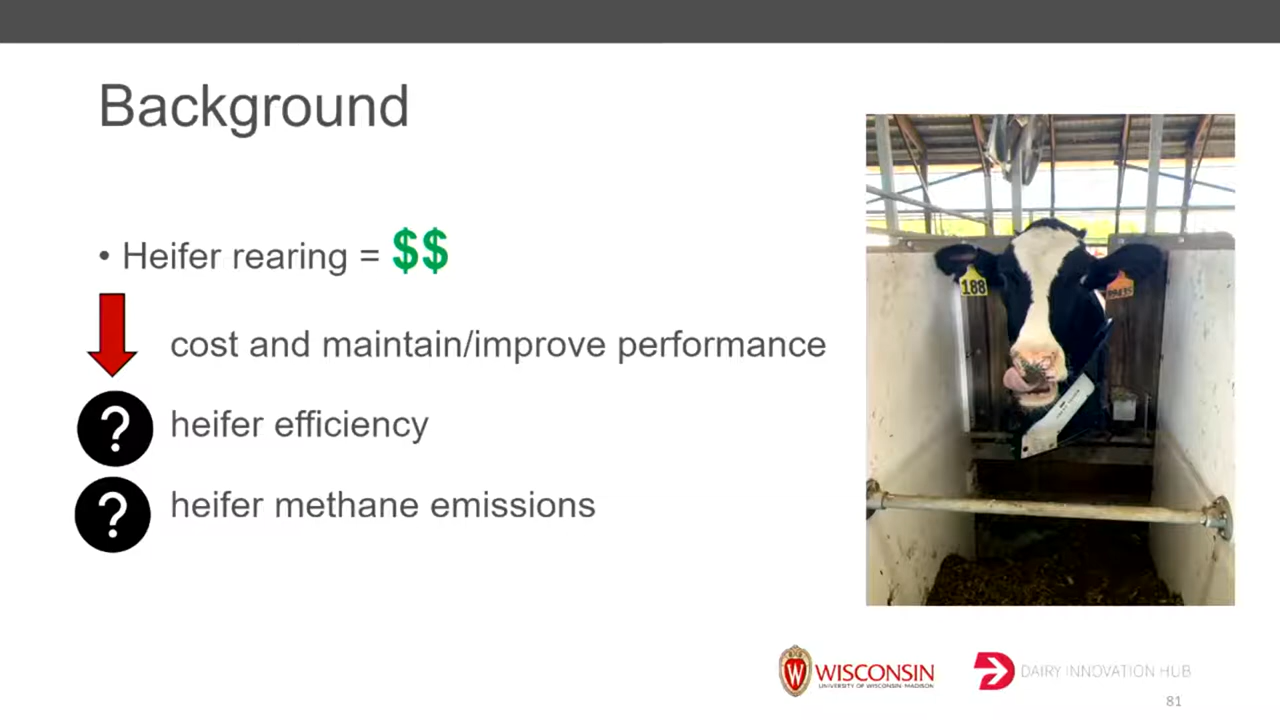 Background
• Heifer rearing = $$
cost and maintain/improve performance
? heifer efficiency
? heifer methane emissions
188
W WISCONSIN
UNIVERSITY OF WISCONSIN-MADISON
DAIRY INNOVATION HUB
81